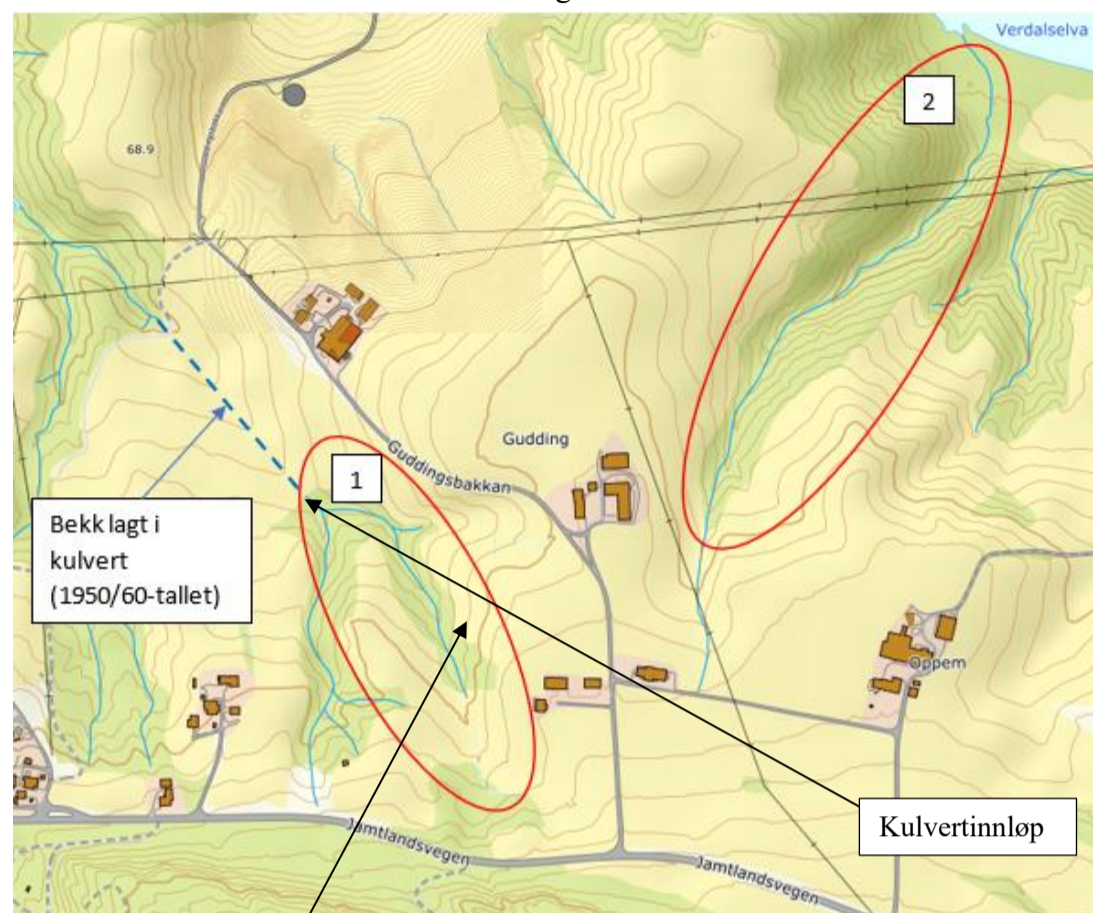 Verdalselva
2
68.9
Gudding
Guddingsbakkan
1
Bekk lagt i
kulvert
(1950/60-tallet)
Oppem
Kulvertinnløp
Jamtlandsvegen
Jamtlandsvegen